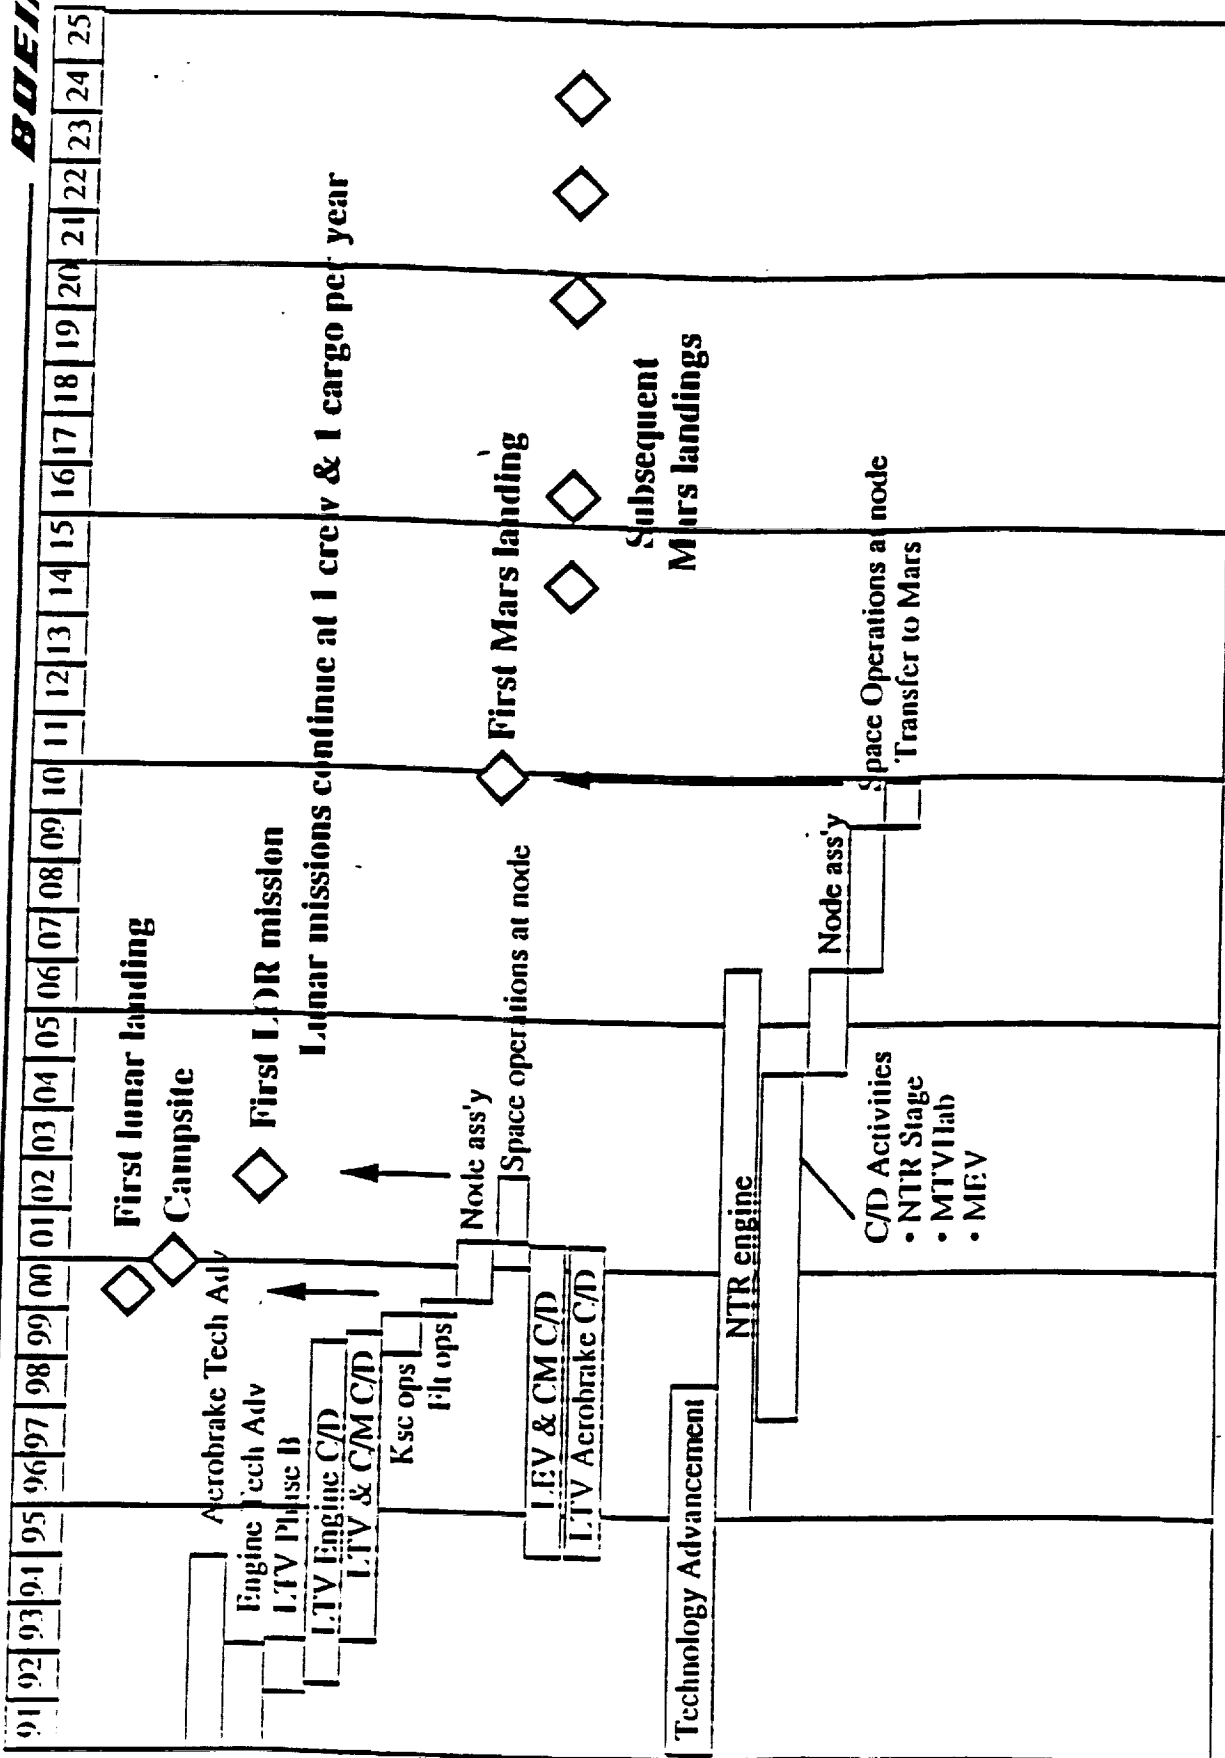 91 92 93 94 95 96 97 98 99 00 01 02 03 04 05 06 07 08 09 10 11 12 13 14 15 16 17 18 19 20 21 22 23 24 25
First lunar landing
Campsite
Aerobrake Tech Adv
Engine Tech Adv
First LOR mission
LTV Phase B
Lunar missions continue at 1 crew & 1 cargo per year
LTV Engine C/D
LTV & C/M C/D
Ksc ops
Flt ops
Node ass'y
First Mars landing
Space operations at node
LEV & CM C/D
LTV Aerobrake C/D
Subsequent
Mars landings
Technology Advancement
NTR engine
Node ass'y
Space Operations at node
Transfer to Mars
C/D Activities
• NTR Stage
• MTV Hab
• MEV